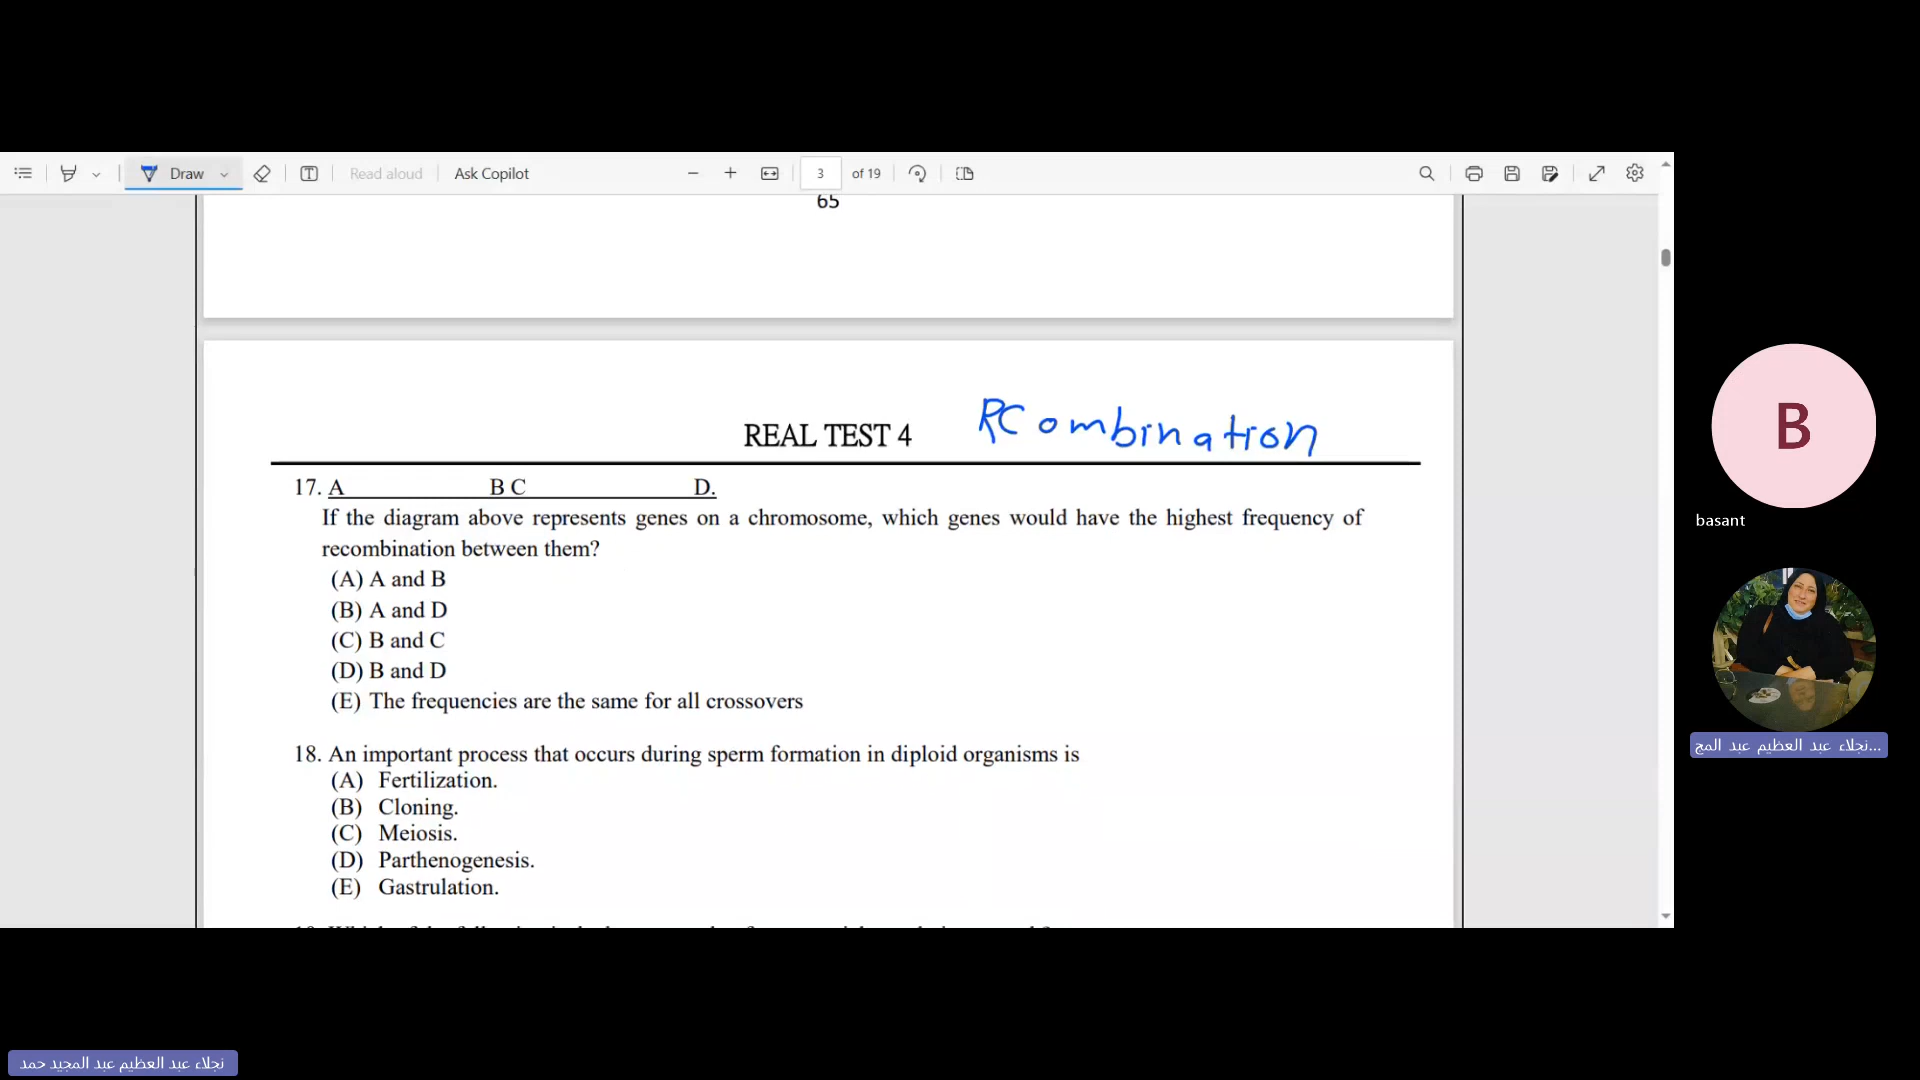 Draw
Read aloud
Ask Copilot
3 of 19
65
REAL TEST 4
RCombination
17. A B C D.
If the diagram above represents genes on a chromosome, which genes would have the highest frequency of
recombination between them?
(A) A and B
(B) A and D
(C) B and C
(D) B and D
(E) The frequencies are the same for all crossovers
18. An important process that occurs during sperm formation in diploid organisms is
(A) Fertilization.
(B) Cloning.
(C) Meiosis.
(D) Parthenogenesis.
(E) Gastrulation.
B
basant
نجلاء عبد العظيم عبد المج...
نجلاء عبد العظيم عبد المجيد حمد